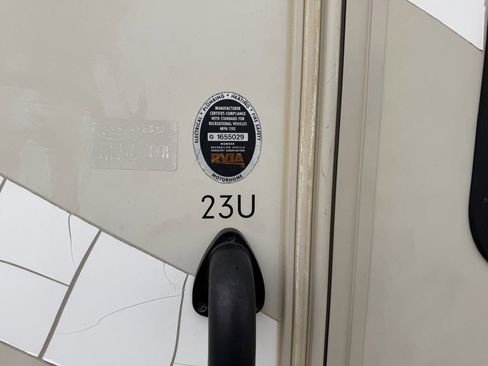 ELECTRICAL • PLUMBING • HEATING • FIRE SAFETY
MANUFACTURER
CERTIFIES COMPLIANCE
WITH STANDARD FOR
RECREATIONAL VEHICLES
NFPA 1192
G 1655029
MEMBER
RECREATION VEHICLE
INDUSTRY ASSOCIATION
RVIA
MOTORHOME
23U